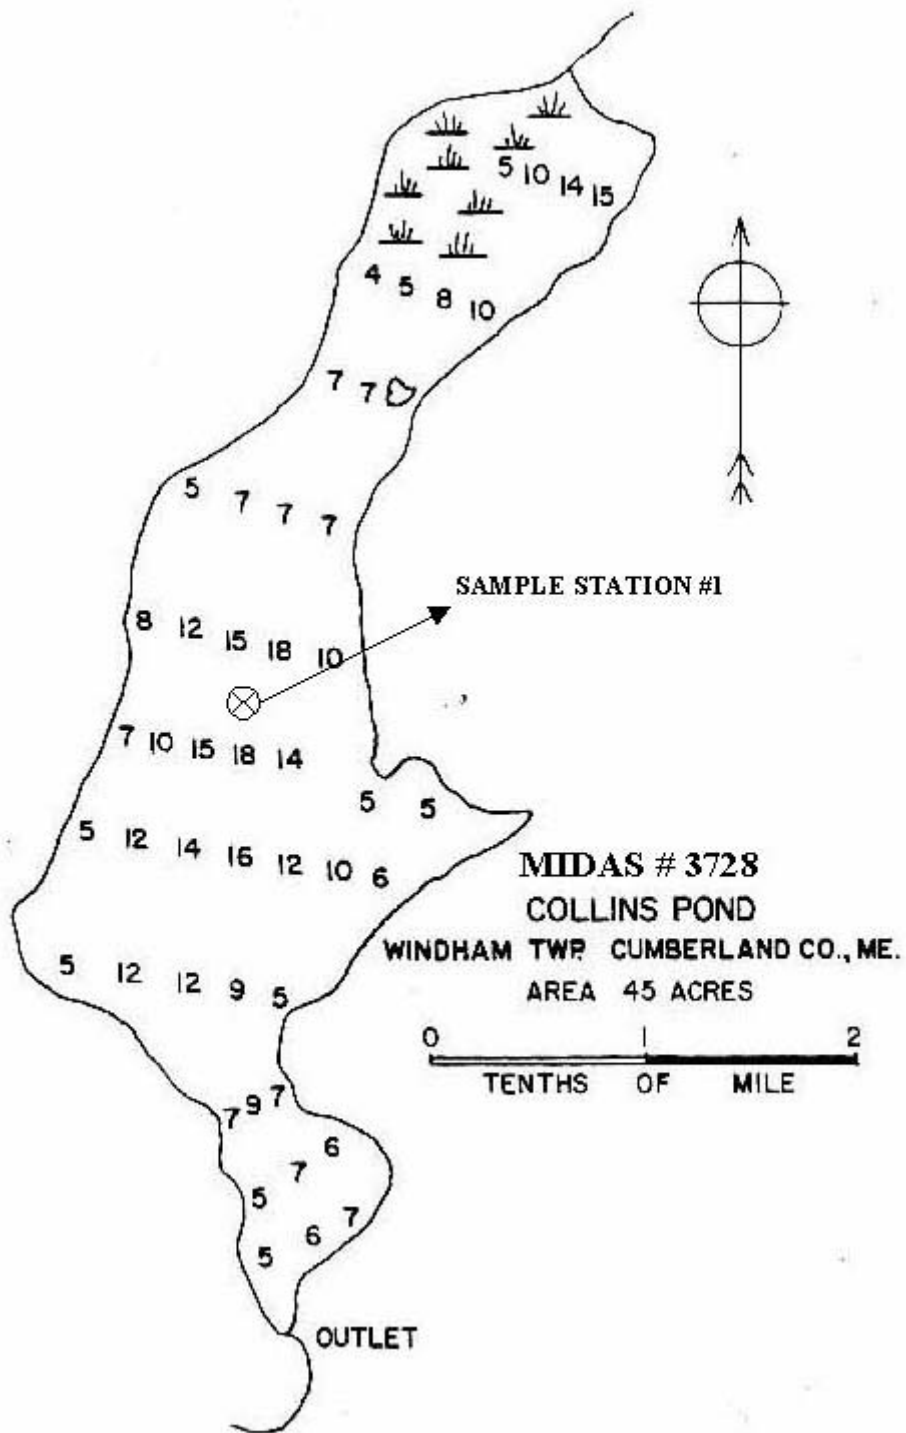 5 10 14 15
4 5 8 10
7 7
5 7 7 7
SAMPLE STATION #1
8 12 15 18 10
7 10 15 18 14
5 5
5 12 14 16 12 10 6
MIDAS # 3728
COLLINS POND
WINDHAM TWP. CUMBERLAND CO., ME.
AREA 45 ACRES
5 12 12 9 5
0 1 2
TENTHS OF MILE
7 9 7
5 7 6
5 6 7
OUTLET